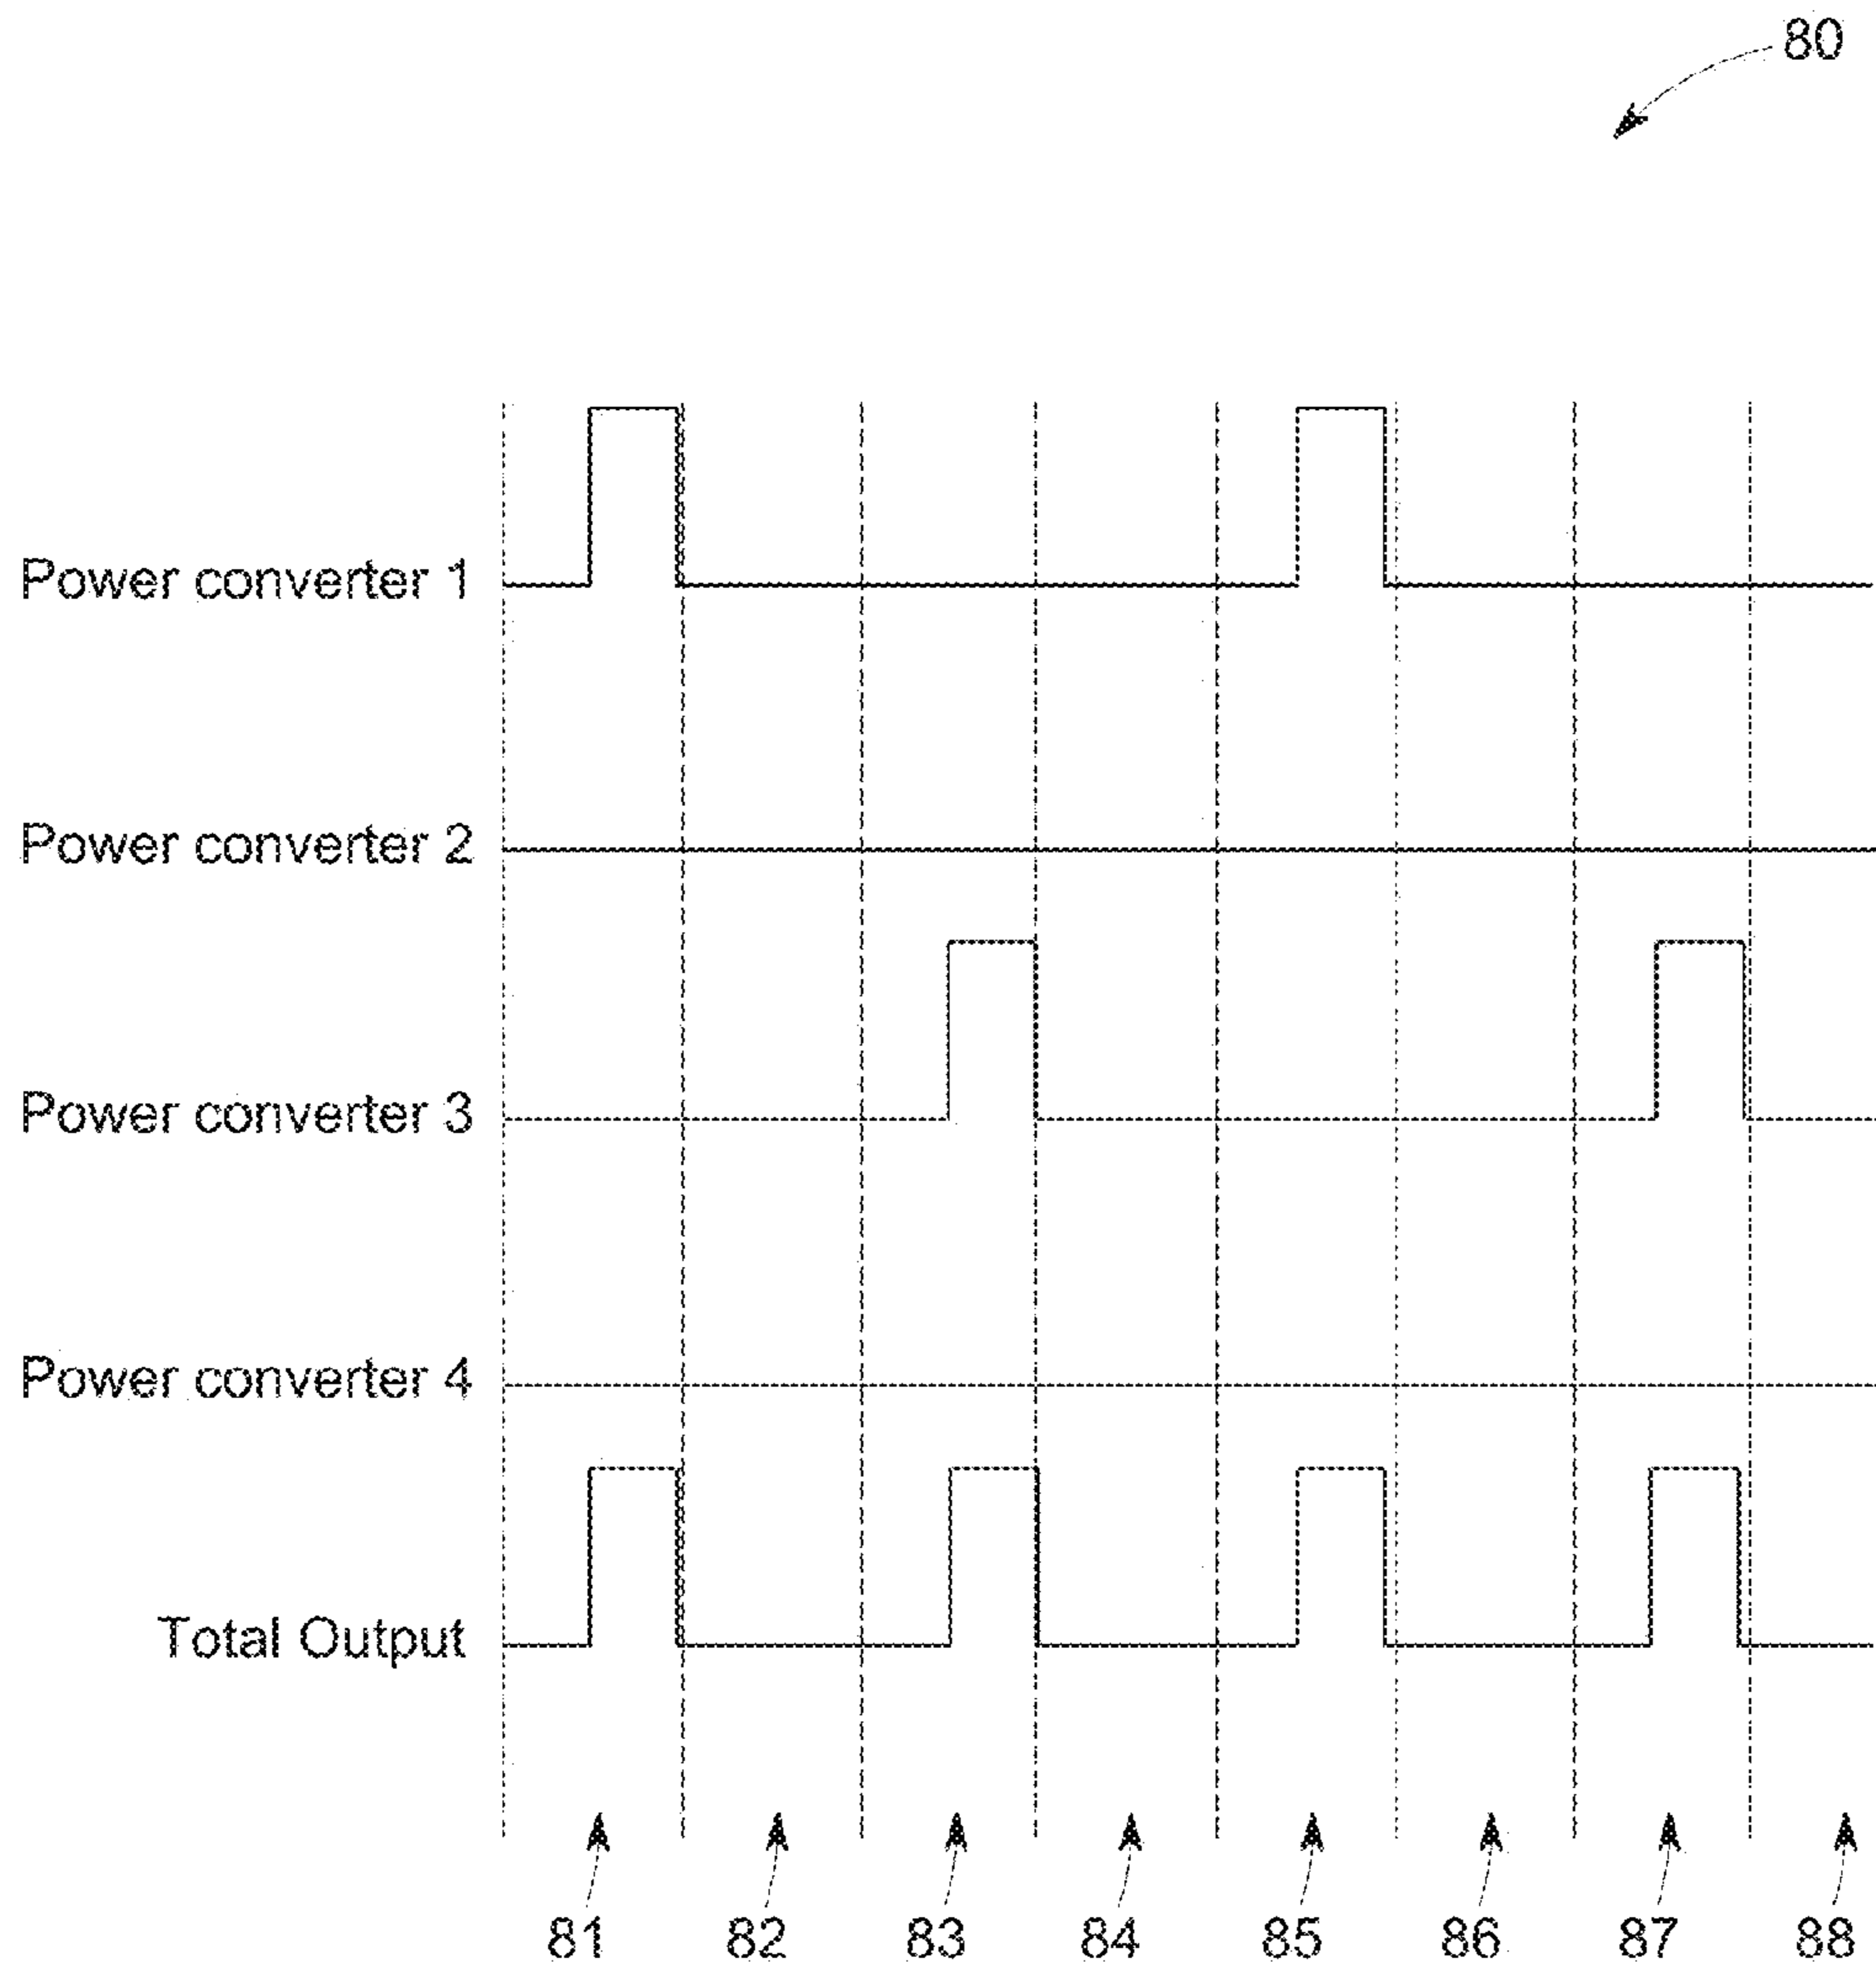 80
Power converter 1
Power converter 2
Power converter 3
Power converter 4
Total Output
81 82 83 84 85 86 87 88